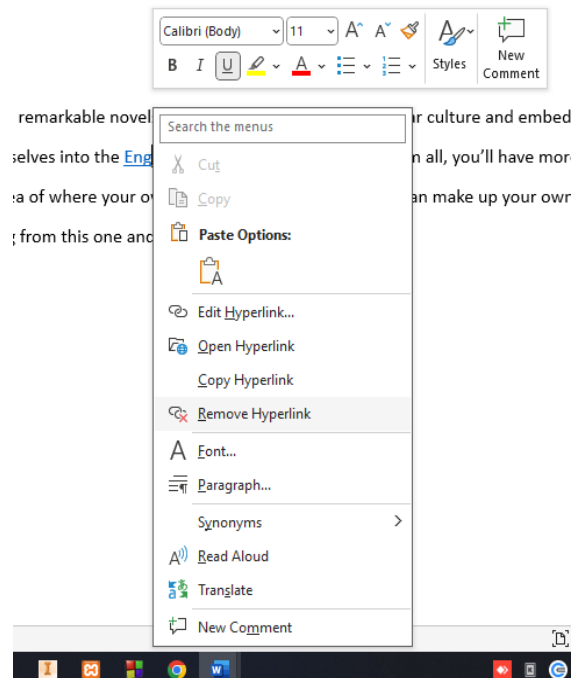 Calibri (Body) 11 A A A Styles New Comment
B I U A
remarkable novel
r culture and embed
selves into the Eng
n all, you'll have mor
ea of where your o
an make up your own
from this one and
Search the menus
Cut
Copy
Paste Options:
A
Edit Hyperlink...
Open Hyperlink
Copy Hyperlink
Remove Hyperlink
A Font...
Paragraph...
Synonyms
A Read Aloud
Translate
New Comment